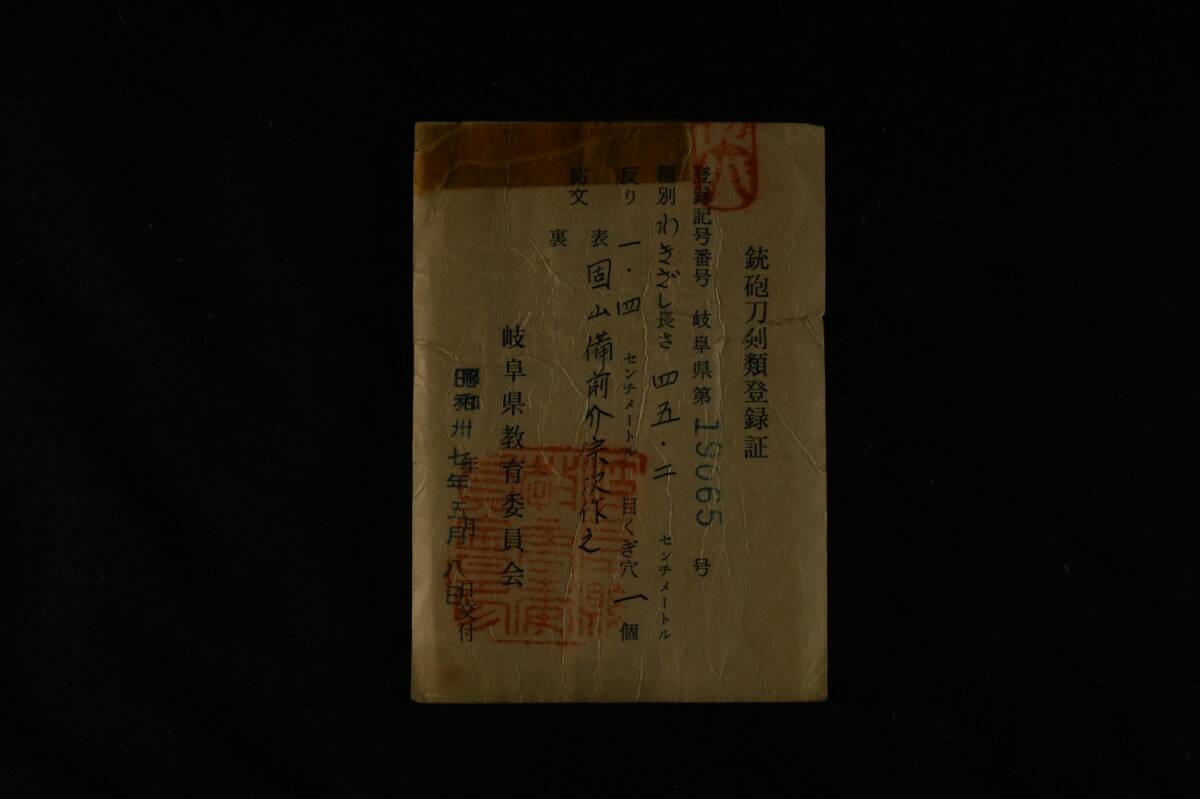 銃砲刀剣類登録証
登録記号番号 岐阜県第 19065 号
種別 わきざし 長さ 四五・二 センチメートル
反り 一・四 センチメートル 目くぎ穴 一 個
銘文 表 固山備前介宗次作之
裏
岐阜県教育委員会
昭和卅七年五月八日交付